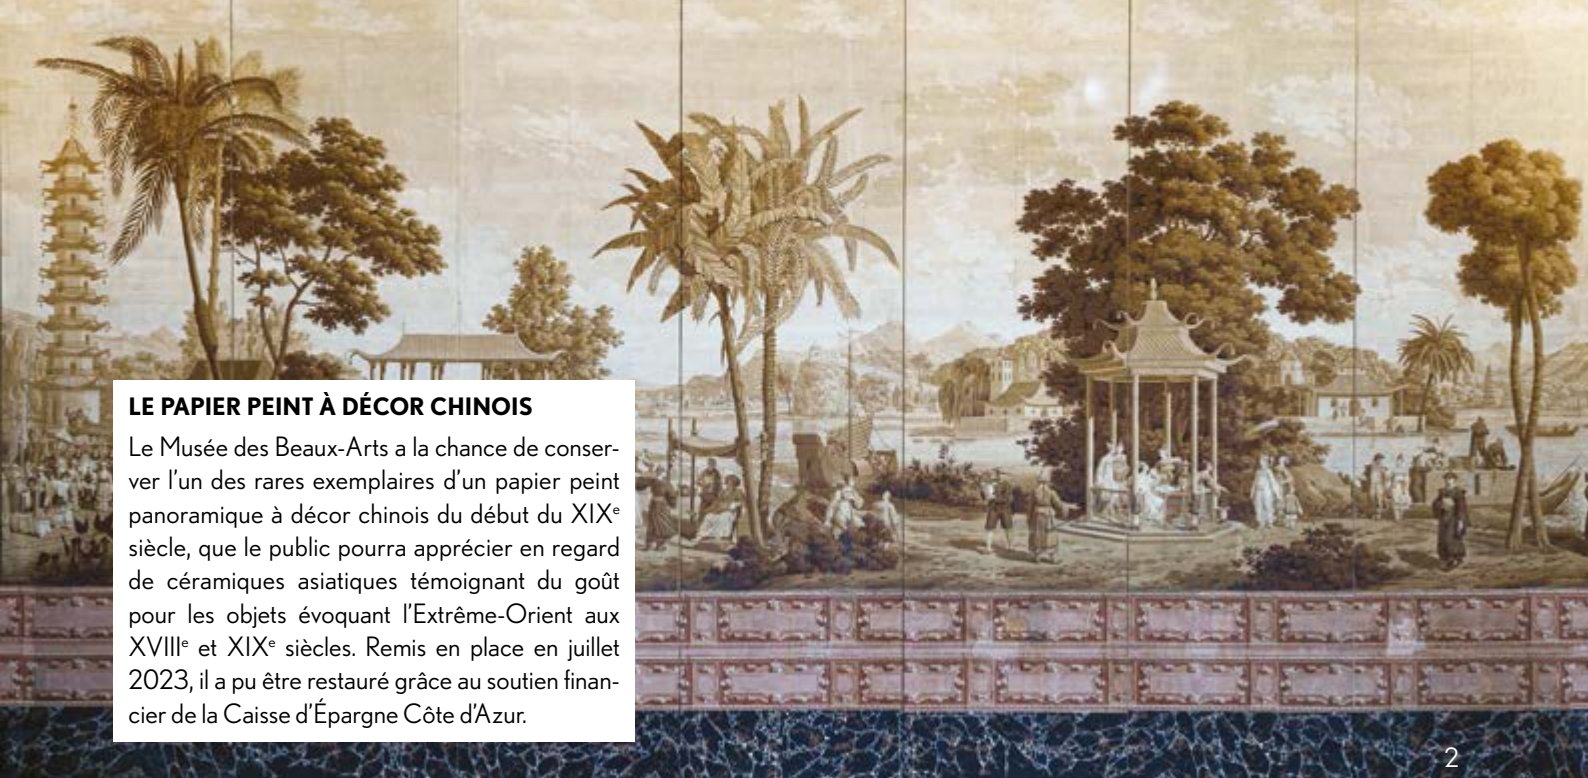 LE PAPIER PEINT À DÉCOR CHINOIS
Le Musée des Beaux-Arts a la chance de conser-
ver l’un des rares exemplaires d’un papier peint
panoramique à décor chinois du début du XIXᵉ
siècle, que le public pourra apprécier en regard
de céramiques asiatiques témoignant du goût
pour les objets évoquant l’Extrême-Orient aux
XVIIIᵉ et XIXᵉ siècles. Remis en place en juillet
2023, il a pu être restauré grâce au soutien finan-
cier de la Caisse d’Épargne Côte d’Azur.
2